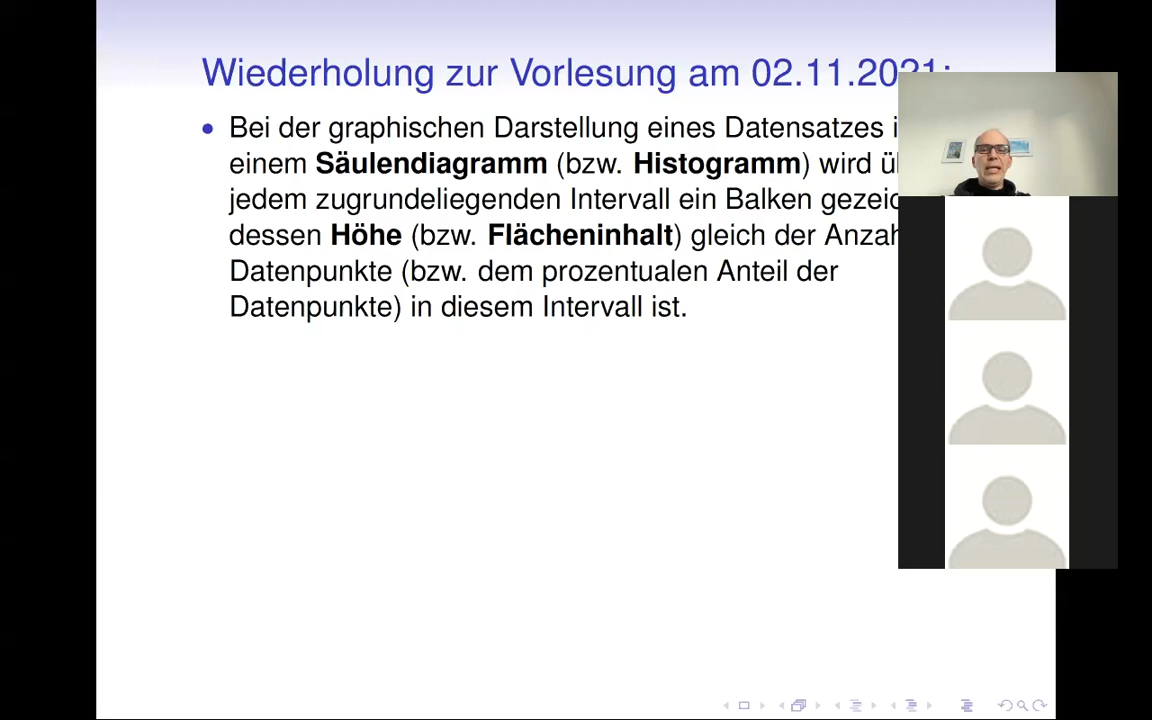 Wiederholung zur Vorlesung am 02.11.2021:
• Bei der graphischen Darstellung eines Datensatzes
einem Säulendiagramm (bzw. Histogramm) wird
jedem zugrundeliegenden Intervall ein Balken
dessen Höhe (bzw. Flächeninhalt) gleich der
Datenpunkte (bzw. dem prozentualen Anteil der
Datenpunkte) in diesem Intervall ist.